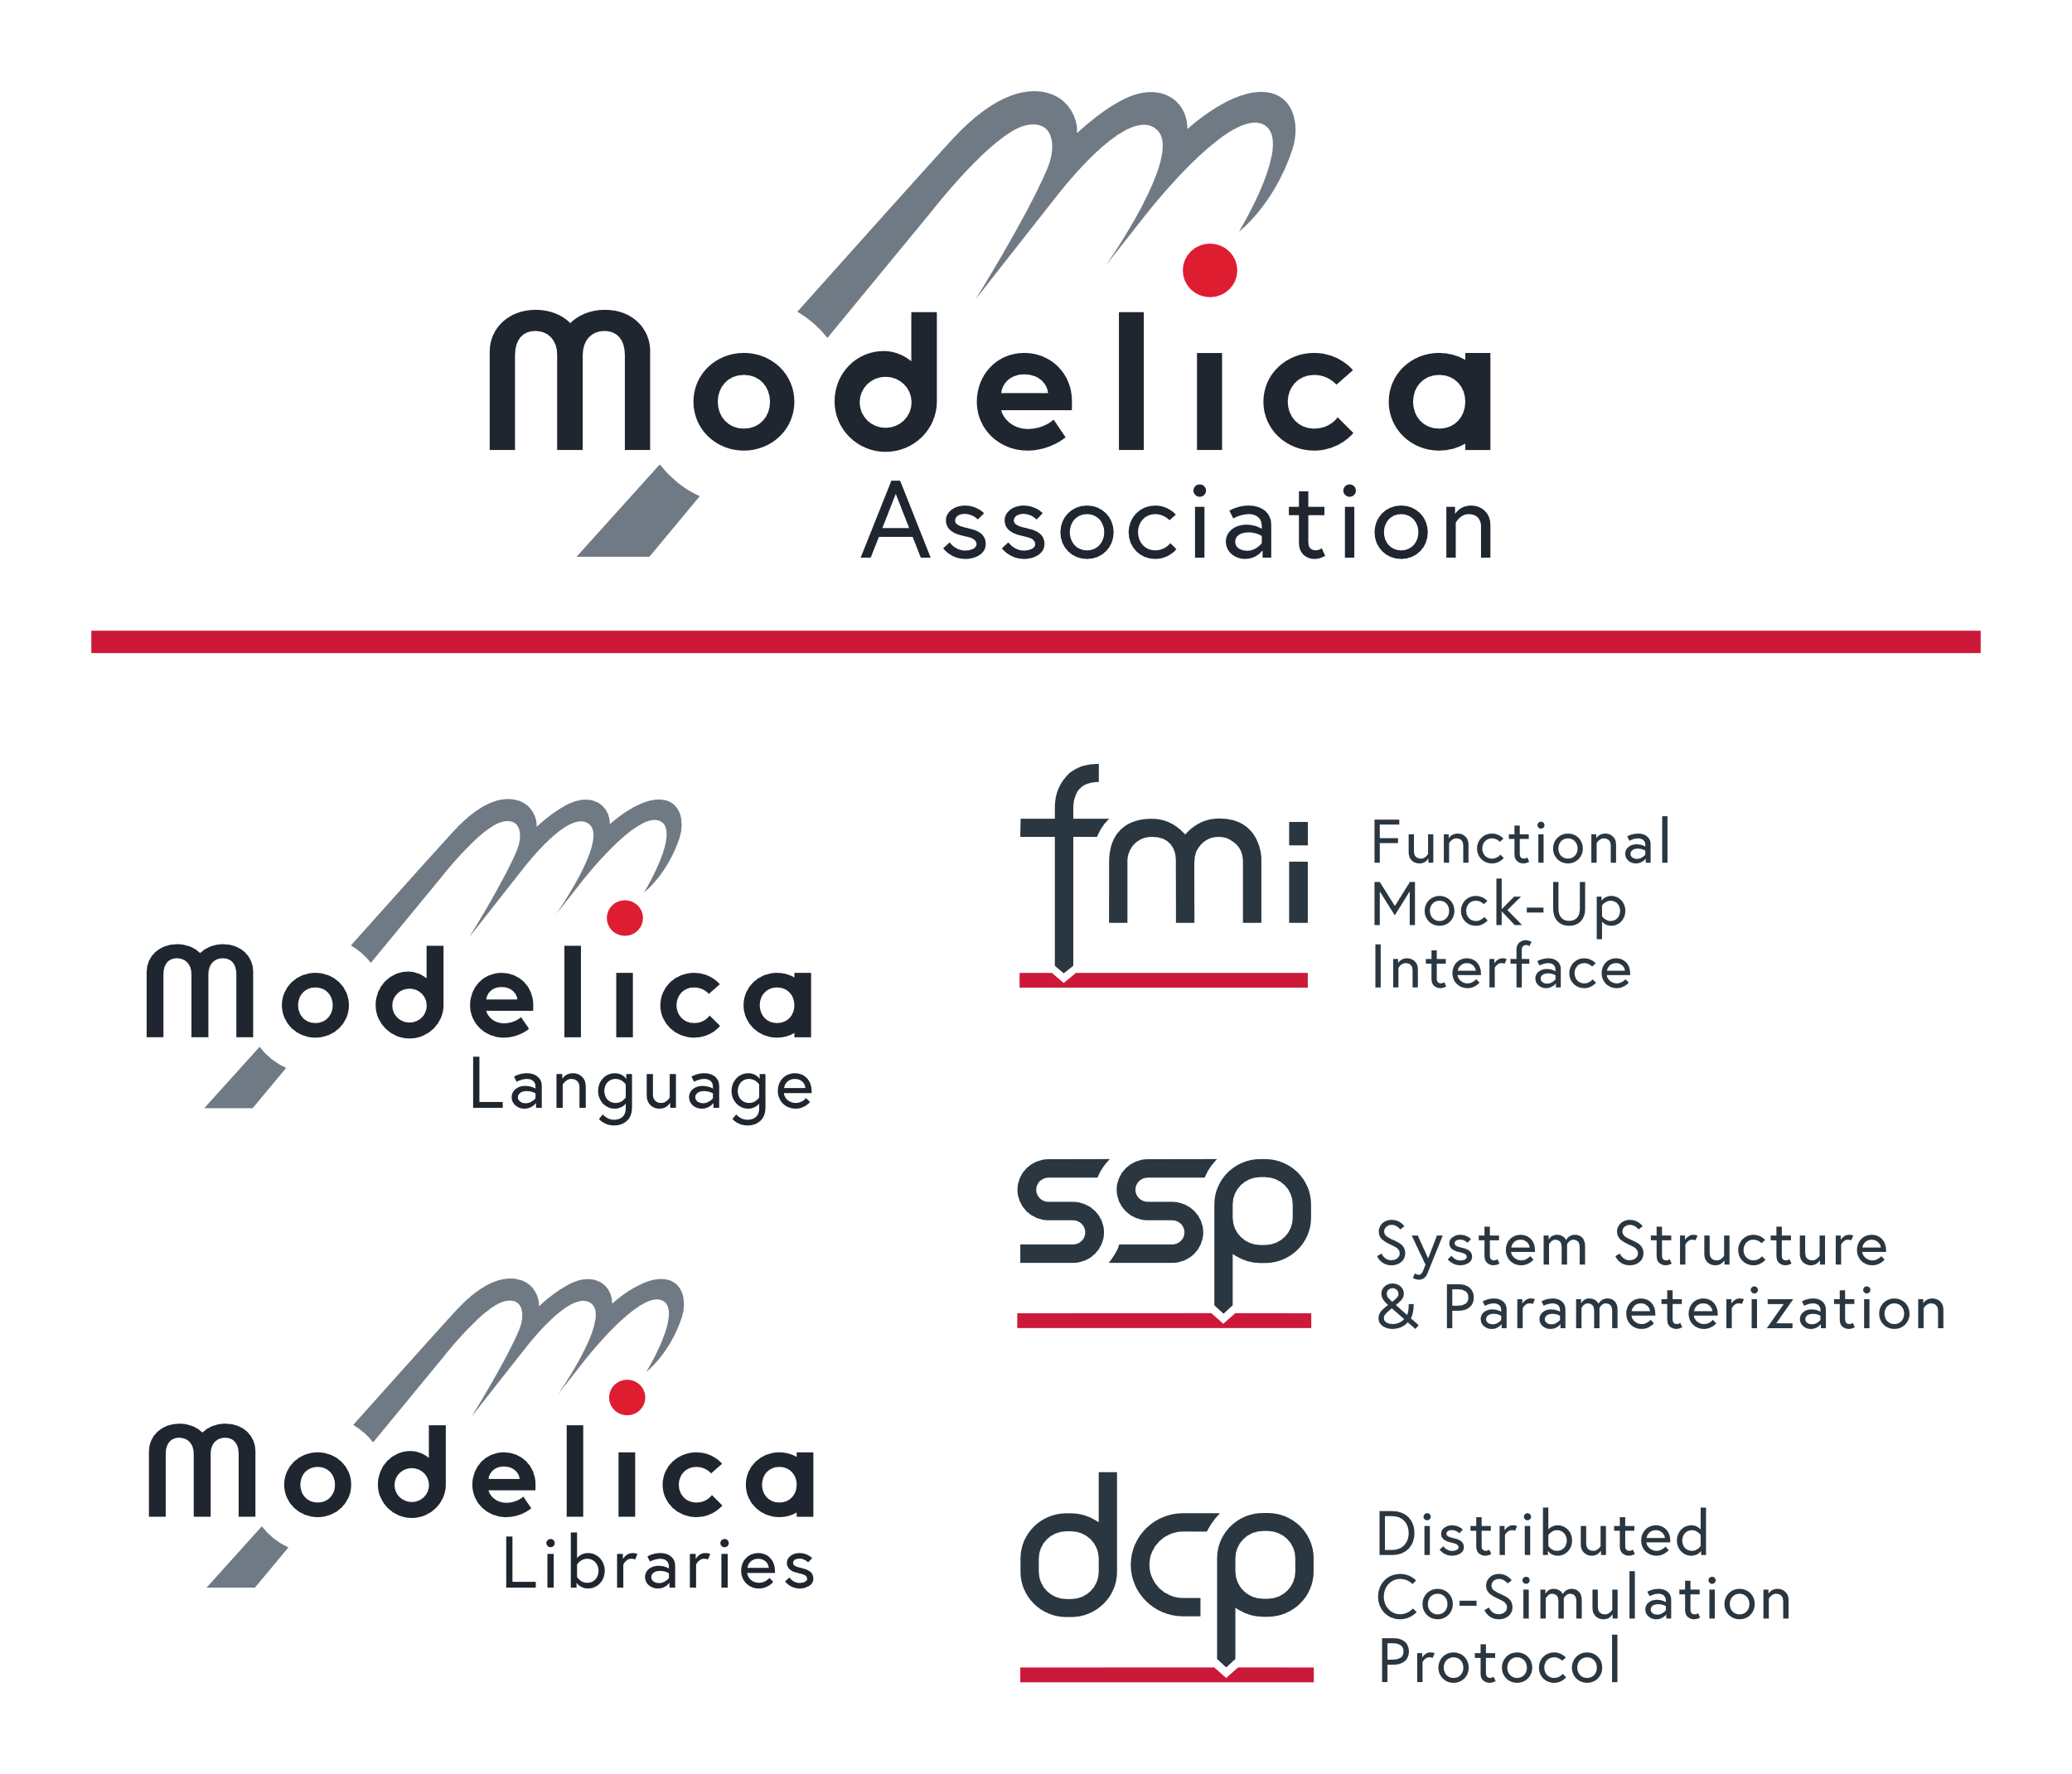 Modelica
Association
Modelica
Language
Modelica
Libraries
fmi
Functional
Mock-Up
Interface
ssp
System Structure
& Parameterization
dcp
Distributed
Co-Simulation
Protocol